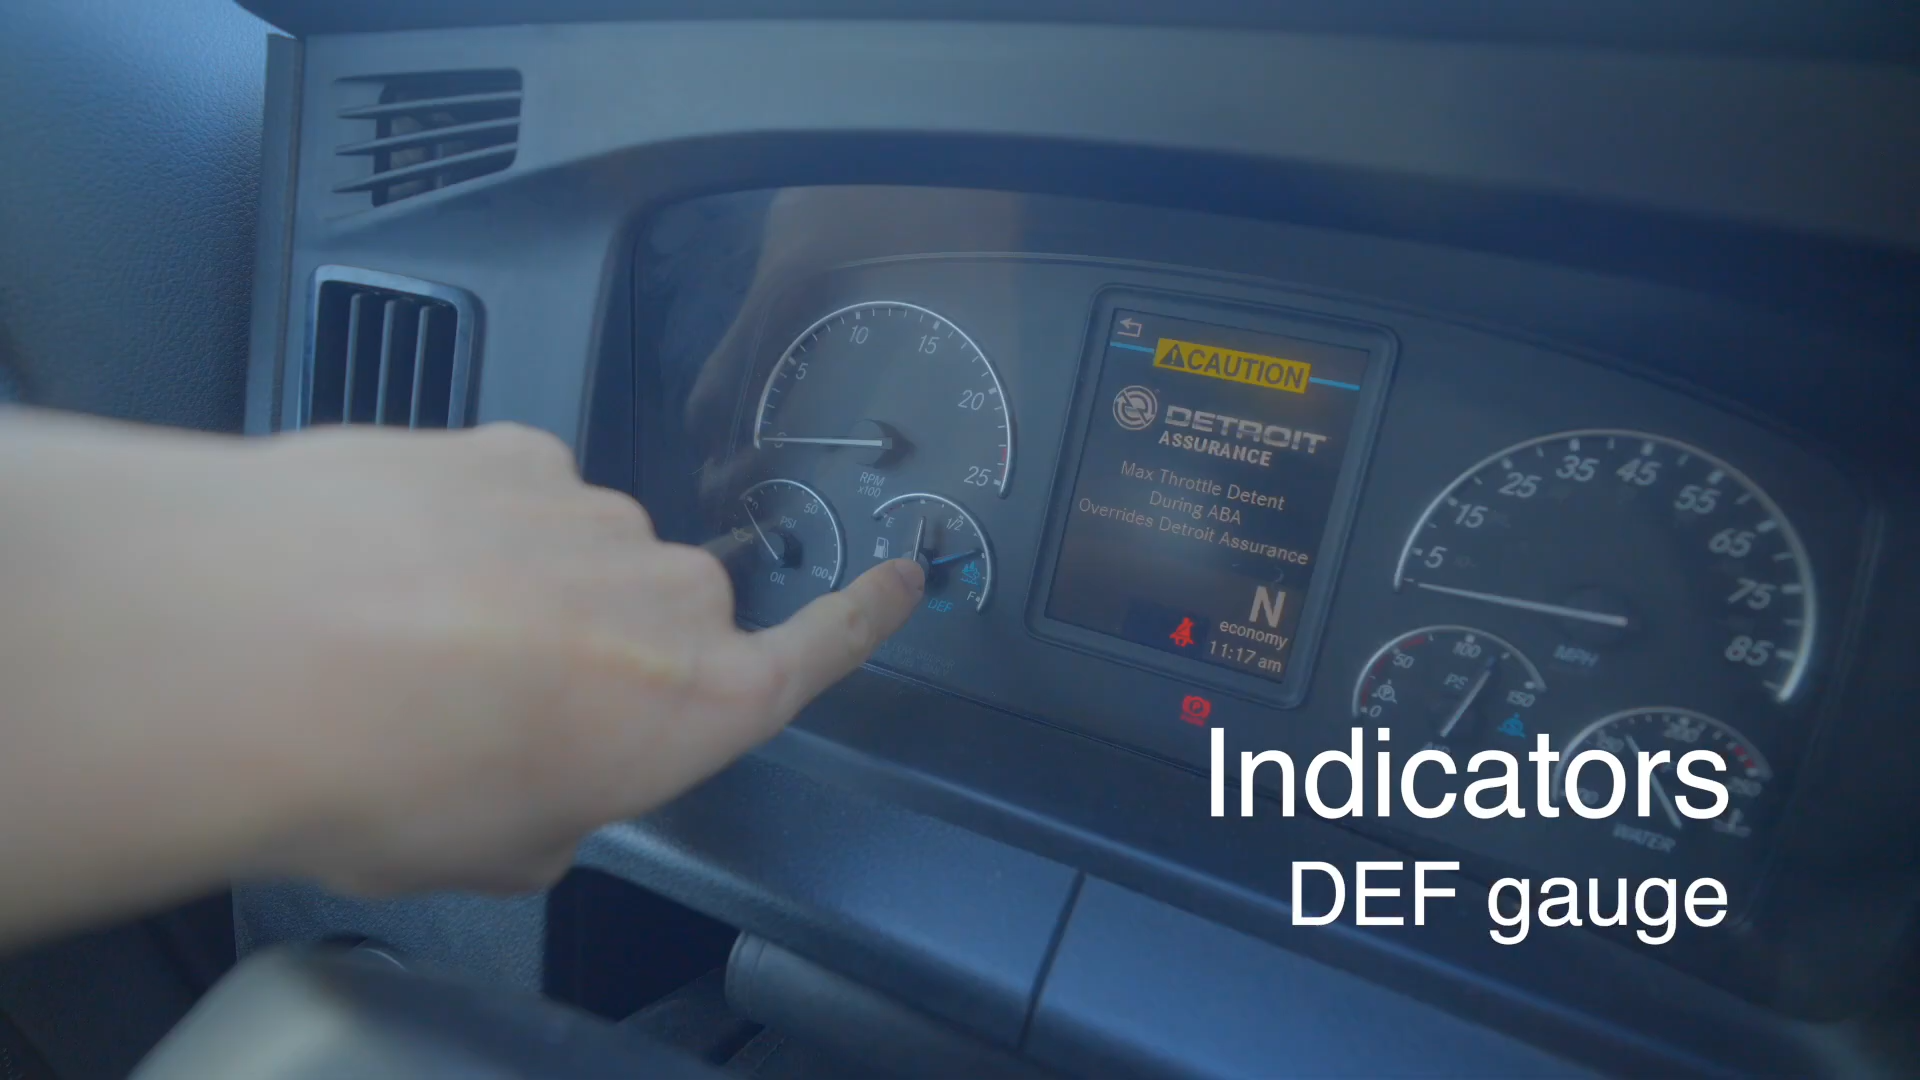 10
15
5
20
0
25
RPM
x100
50
PSI
OIL
100
E
1/2
DEF
F
CAUTION
DETROIT
ASSURANCE
Max Throttle Detent
During ABA
Overrides Detroit Assurance
N
economy
11:17 am
5
15
25
35
45
55
65
75
85
MPH
50
100
150
0
WATER
Indicators
DEF gauge